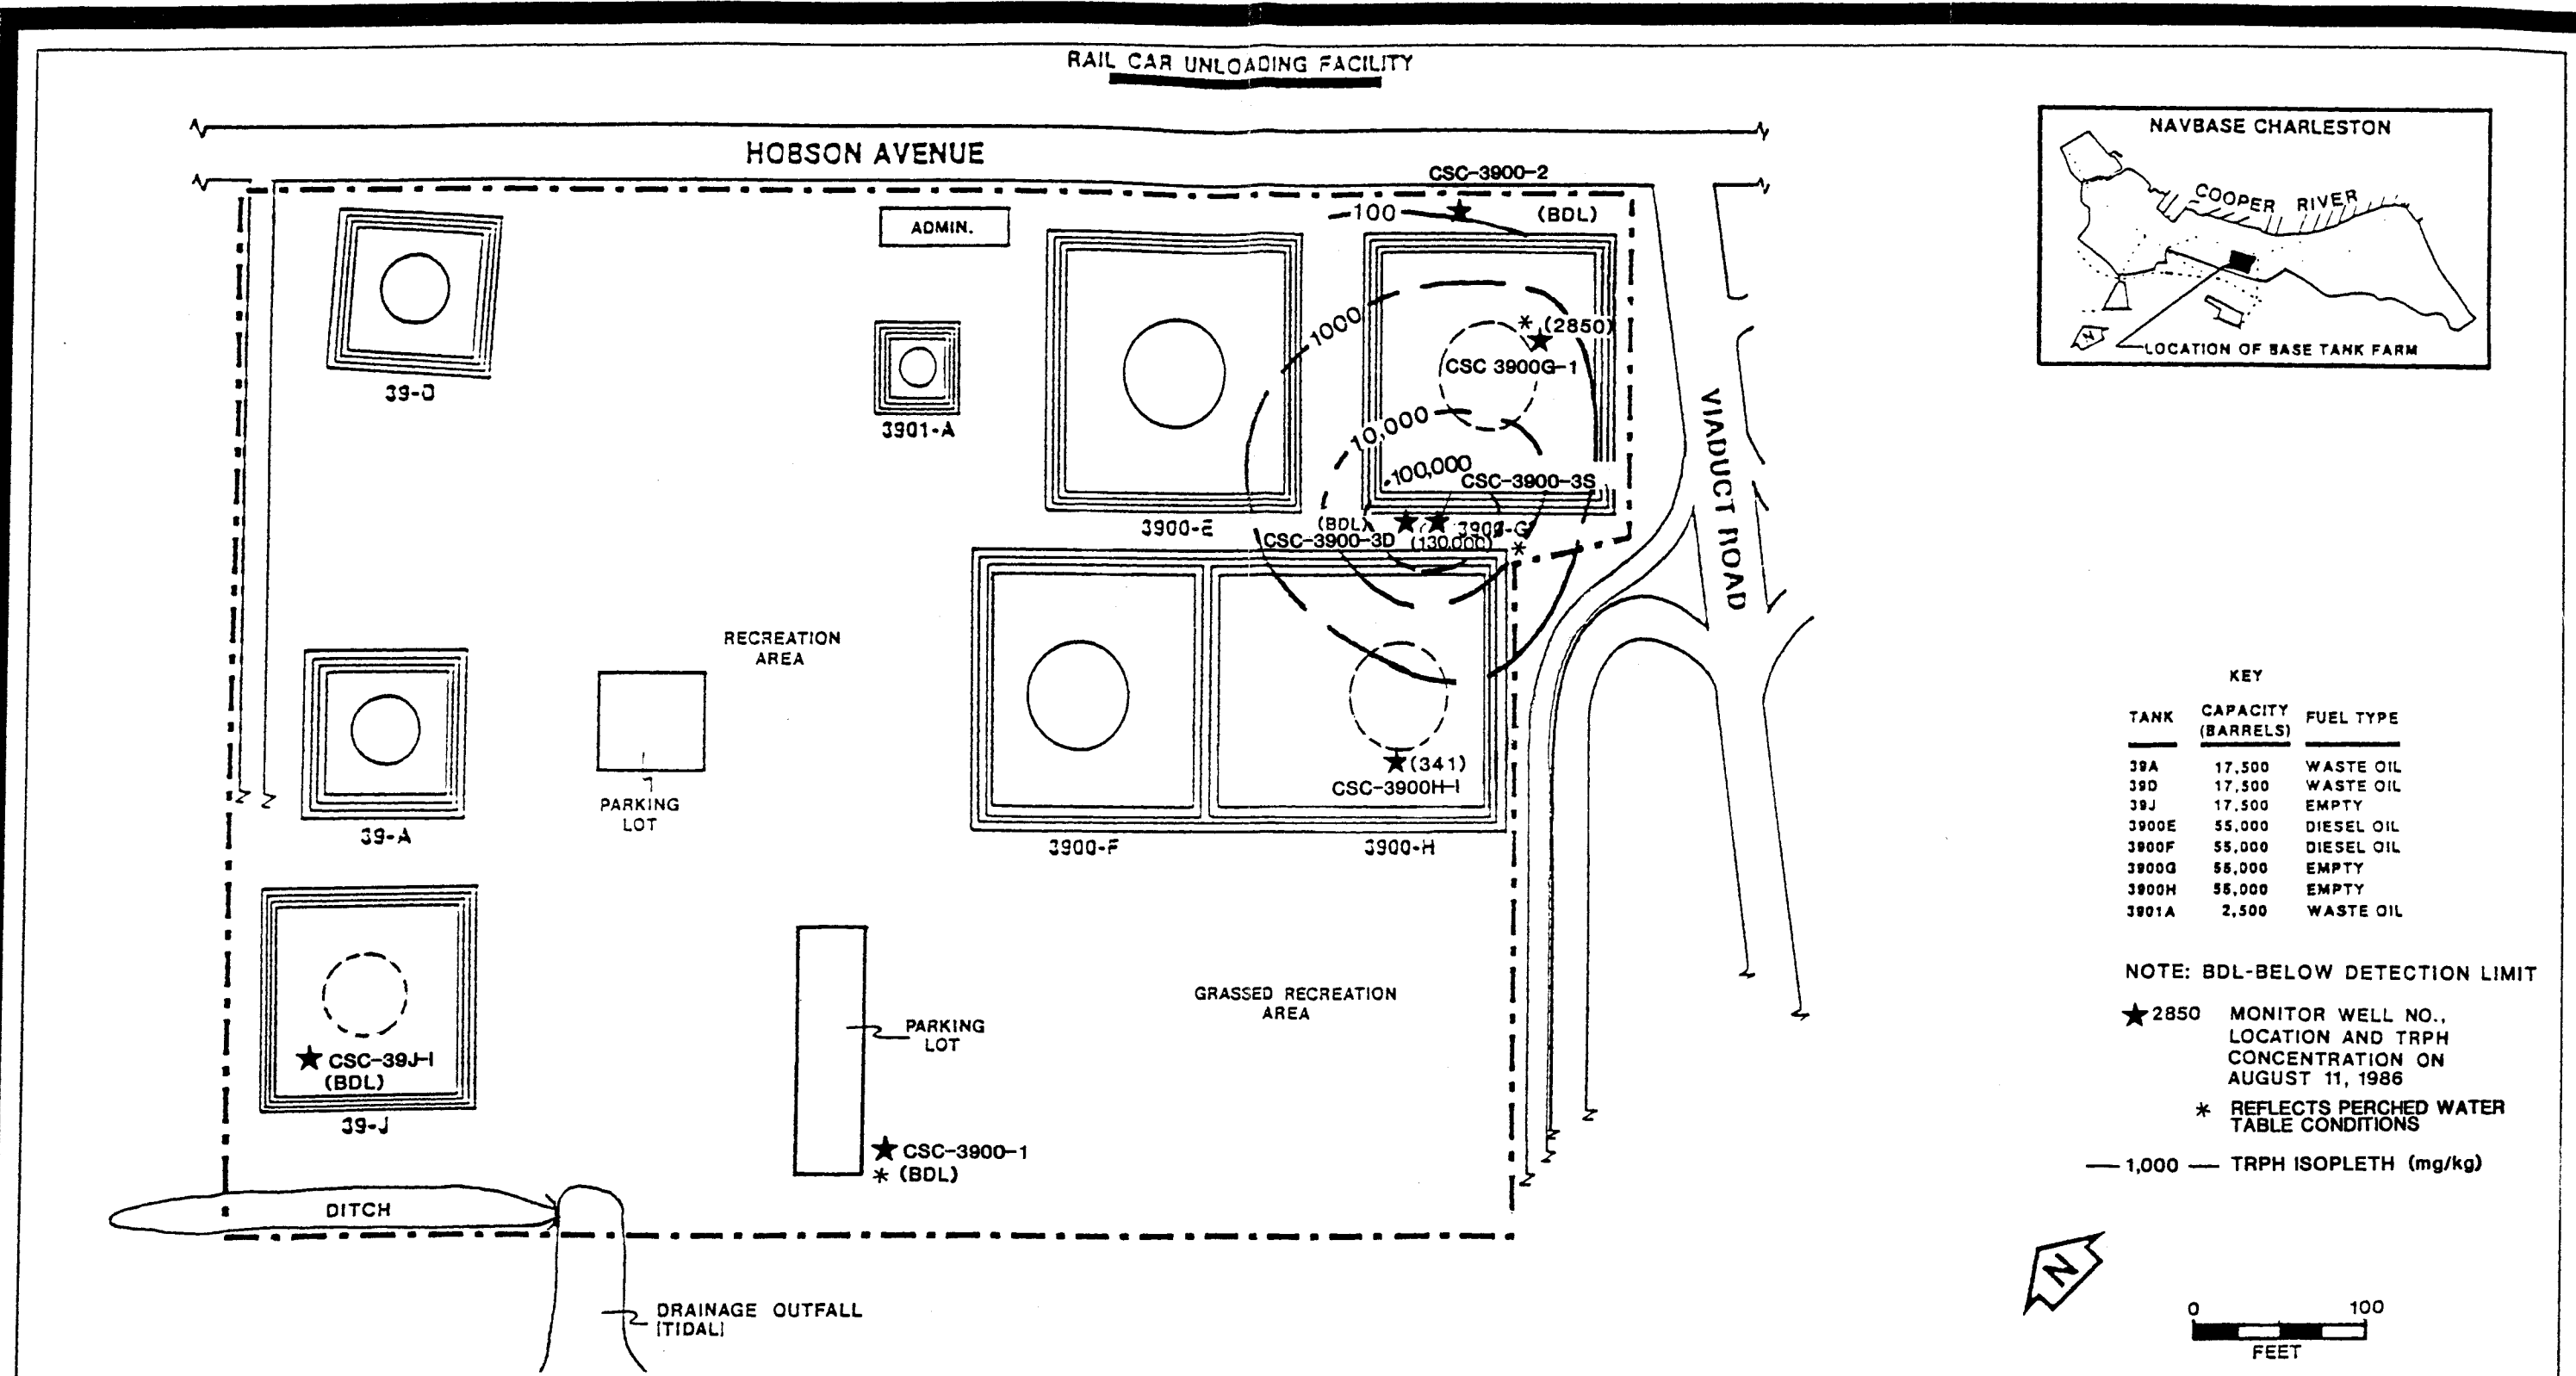 RAIL CAR UNLOADING FACILITY
HOBSON AVENUE
CSC-3900-2
ADMIN.
100
(BDL)
1000
* (2850)
CSC 3900G-1
39-D
3901-A
10,000
100,000
CSC-3900-3S
3900-E
(BDL)
3900-G
CSC-3900-3D
(130,000)
*
VIADUCT ROAD
RECREATION
AREA
PARKING
LOT
(341)
CSC-3900H-1
39-A
3900-F
3900-H
GRASSED RECREATION
AREA
PARKING
LOT
CSC-39J-1
(BDL)
39-J
CSC-3900-1
* (BDL)
DITCH
DRAINAGE OUTFALL
(TIDAL)
NAVBASE CHARLESTON
COOPER RIVER
N
LOCATION OF BASE TANK FARM
KEY
TANK CAPACITY (BARRELS) FUEL TYPE
39A 17,500 WASTE OIL
39D 17,500 WASTE OIL
39J 17,500 EMPTY
3900E 55,000 DIESEL OIL
3900F 55,000 DIESEL OIL
3900G 55,000 EMPTY
3900H 55,000 EMPTY
3901A 2,500 WASTE OIL
NOTE: BDL-BELOW DETECTION LIMIT
2850 MONITOR WELL NO.,
LOCATION AND TRPH
CONCENTRATION ON
AUGUST 11, 1986
* REFLECTS PERCHED WATER
TABLE CONDITIONS
1,000 TRPH ISOPLETH (mg/kg)
N
0 100
FEET